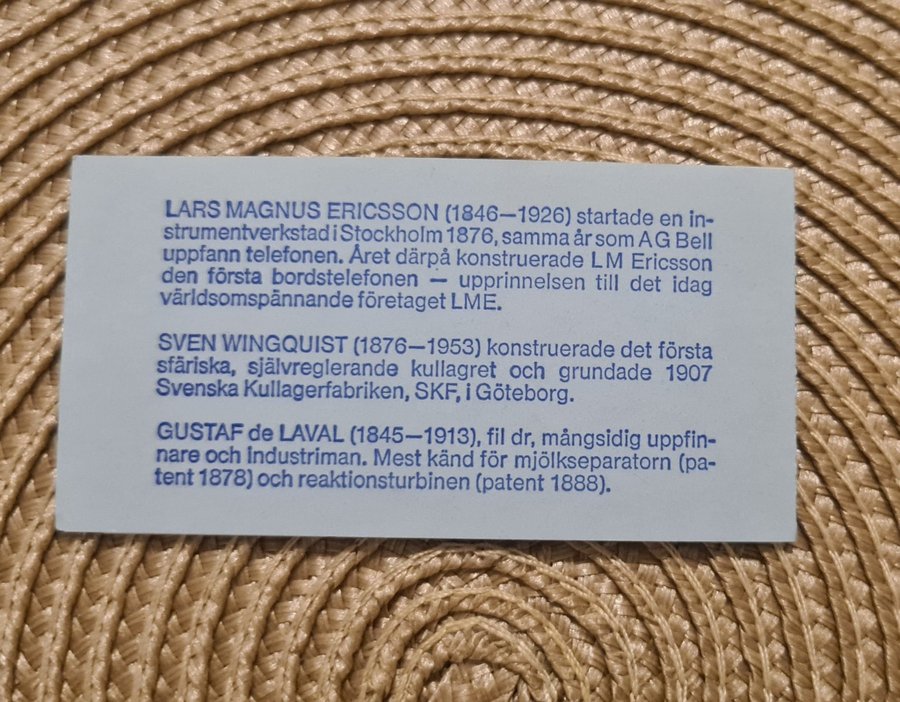 LARS MAGNUS ERICSSON (1846—1926) startade en in-
strumentverkstad i Stockholm 1876, samma år som AG Bell
uppfann telefonen. Året därpå konstruerade LM Ericsson
den första bordstelefonen — upprinnelsen till det idag
världsomspännande företaget LME.
SVEN WINGQUIST (1876—1953) konstruerade det första
sfäriska, självreglerande kullagret och grundade 1907
Svenska Kullagerfabriken, SKF, i Göteborg.
GUSTAF de LAVAL (1845—1913), fil dr, mångsidig uppfin-
nare och industriman. Mest känd för mjölkseparatorn (pa-
tent 1878) och reaktionsturbinen (patent 1888).